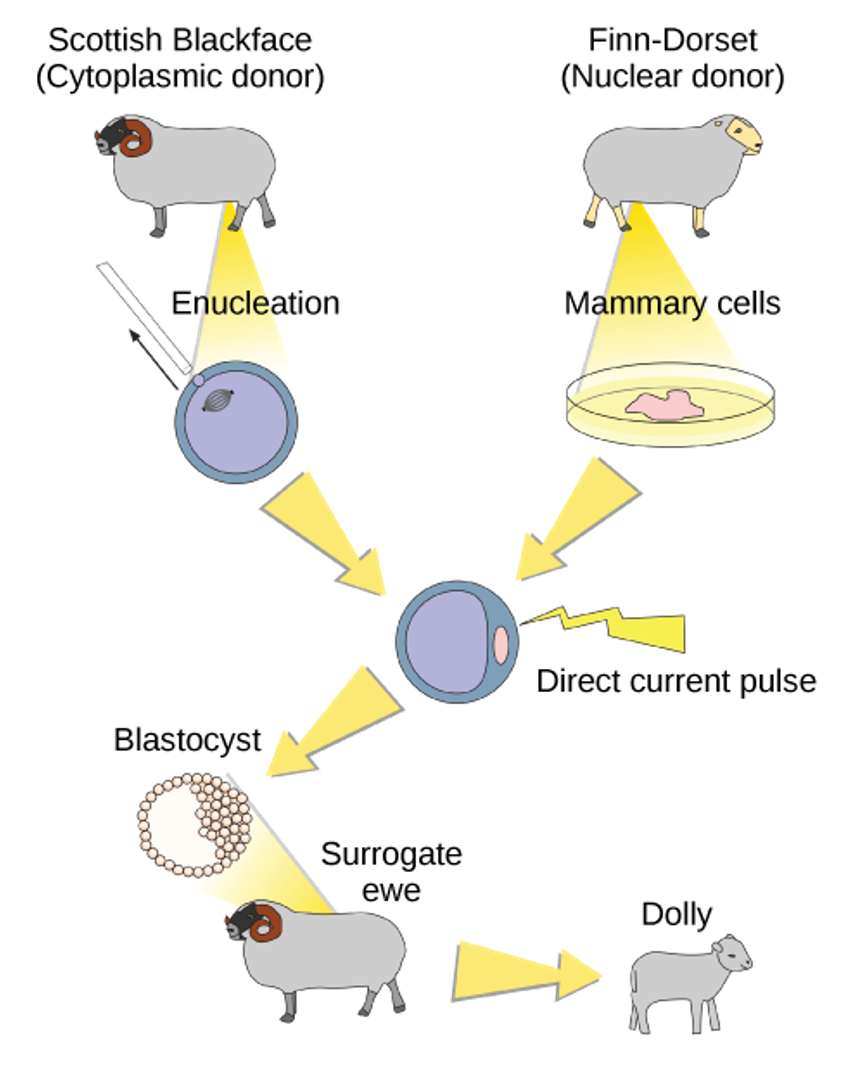 Scottish Blackface
(Cytoplasmic donor)
Finn-Dorset
(Nuclear donor)
Enucleation
Mammary cells
Direct current pulse
Blastocyst
Surrogate
ewe
Dolly